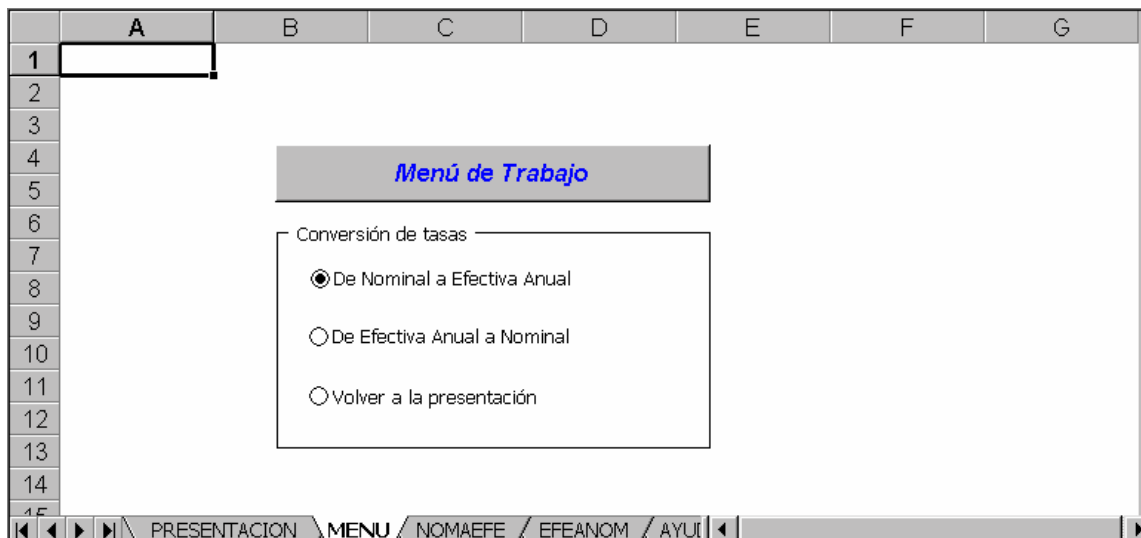 A B C D E F G
1
2
3
4
Menú de Trabajo
5
6
Conversión de tasas
7
8
De Nominal a Efectiva Anual
9
De Efectiva Anual a Nominal
10
11
Volver a la presentación
12
13
14
15
PRESENTACION MENU NOMAEFE EFEANOM